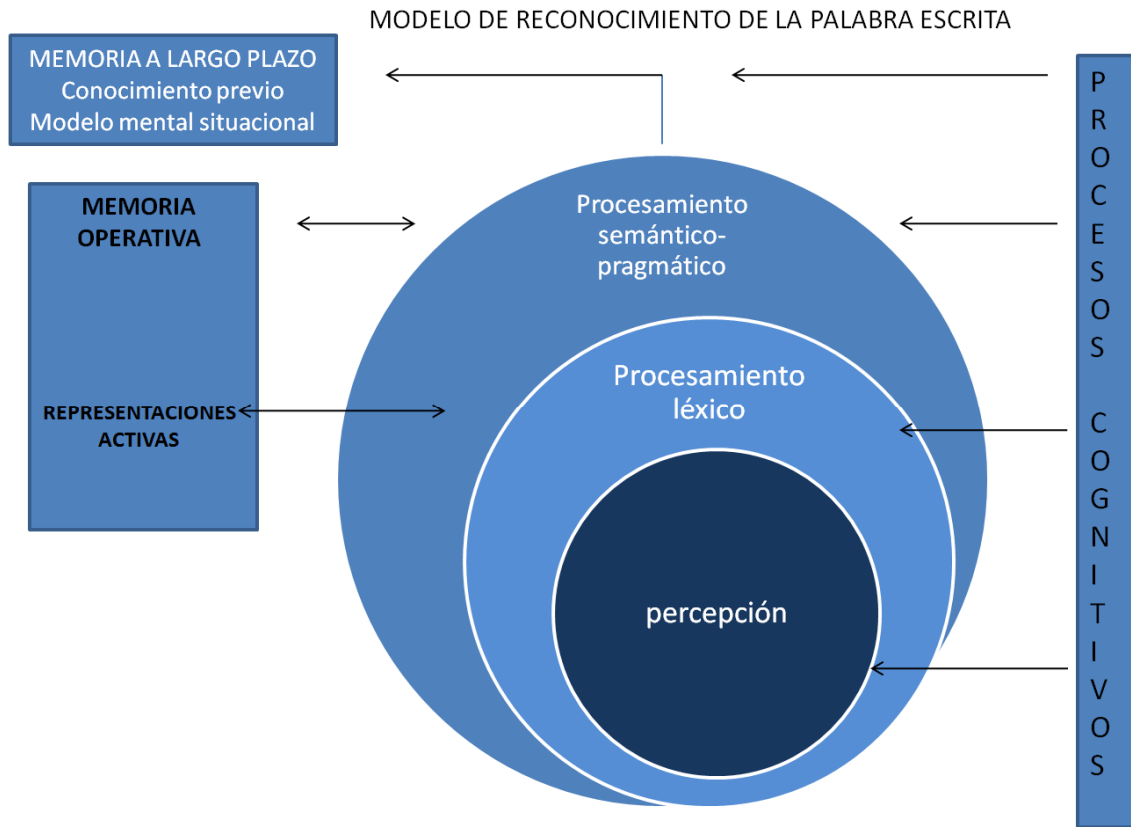 MODELO DE RECONOCIMIENTO DE LA PALABRA ESCRITA
MEMORIA A LARGO PLAZO
Conocimiento previo
Modelo mental situacional
MEMORIA
OPERATIVA
REPRESENTACIONES
ACTIVAS
Procesamiento
semántico-
pragmático
Procesamiento
léxico
percepción
P
R
O
C
E
S
O
S
C
O
G
N
I
T
I
V
O
S